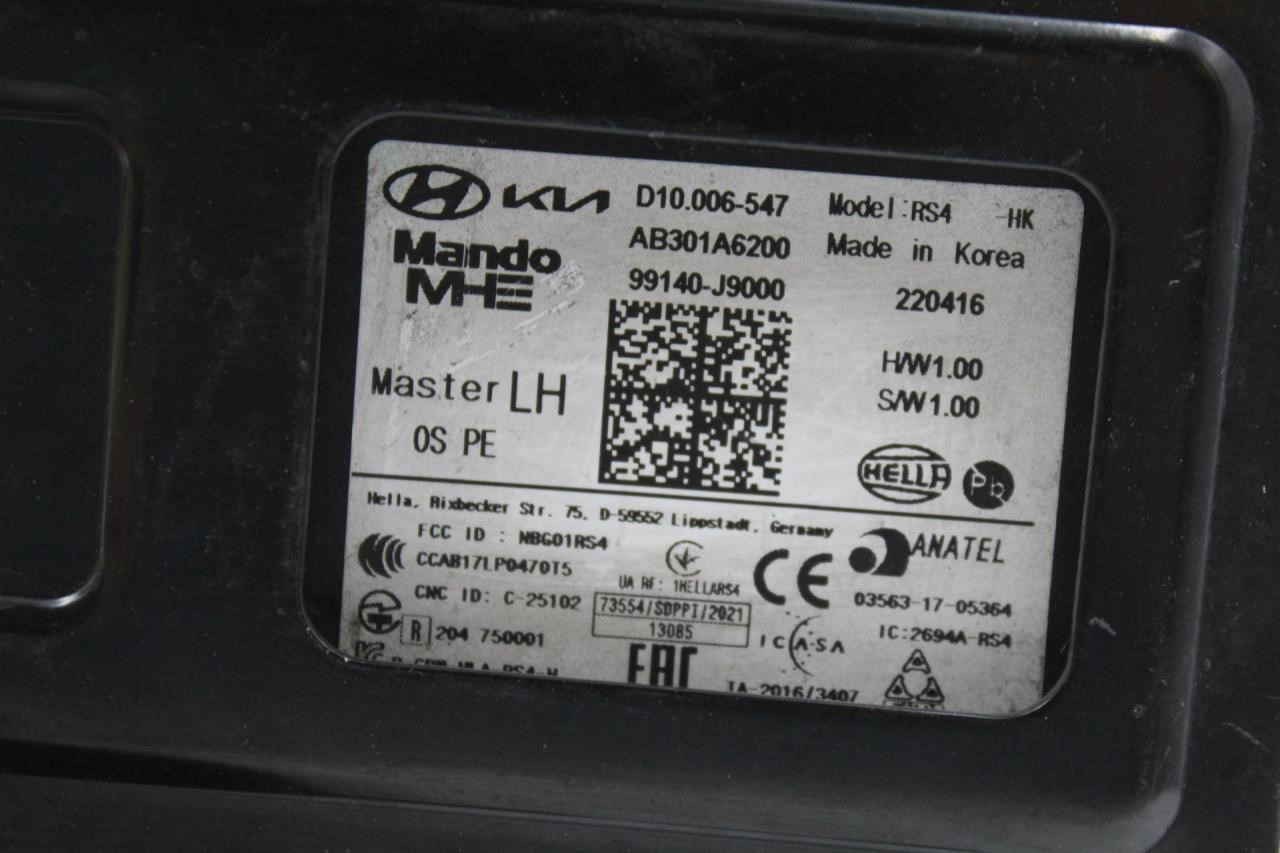 KIA D10.006-547 Model:RS4 -HK
Mando AB301A6200 Made in Korea
MHE 99140-J9000 220416
H/W1.00
Master LH S/W1.00
OS PE
HELLA Pb
Hella, Rixbecker Str. 75, D-59552 Lippstadt, Germany
FCC ID : NBG01RS4 CE ANATEL
CCAB17LP0470T5 UA RF: 1HELLARS4
CNC ID: C-25102 73554/SDPPI/2021 03563-17-05364
R 204 750001 13085 ICASA IC:2694A-RS4
EAC TA-2016/3407